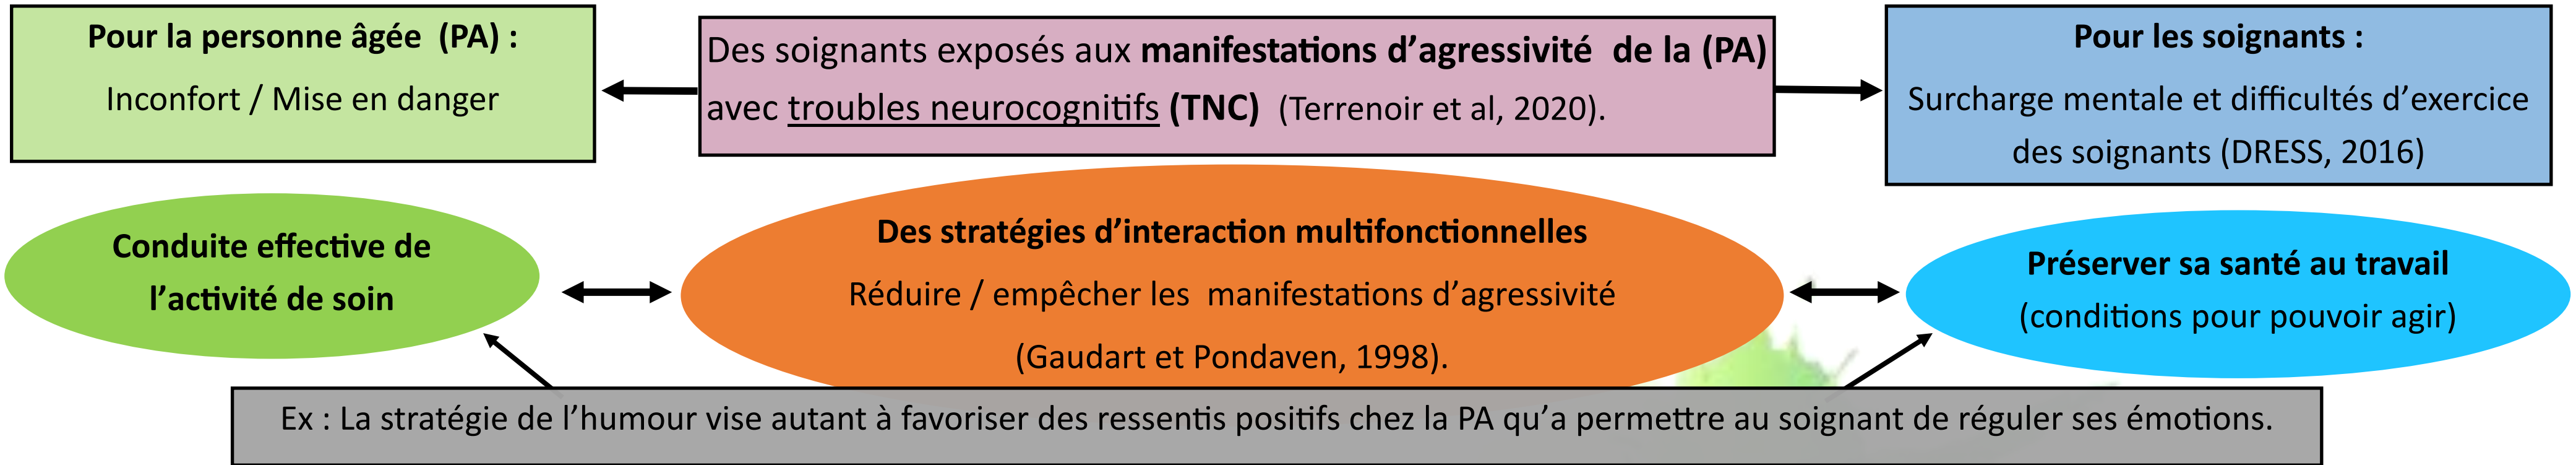 Pour la personne âgée  (PA) :
Inconfort / Mise en danger
Des soignants exposés aux manifestations d’agressivité  de la (PA)
avec troubles neurocognitifs (TNC)  (Terrenoir et al, 2020).
Pour les soignants :
Surcharge mentale et difficultés d’exercice
des soignants (DRESS, 2016)
Conduite effective de
l’activité de soin
Des stratégies d’interaction multifonctionnelles
Réduire / empêcher les  manifestations d’agressivité
(Gaudart et Pondaven, 1998).
Préserver sa santé au travail
(conditions pour pouvoir agir)
Ex : La stratégie de l’humour vise autant à favoriser des ressentis positifs chez la PA qu’a permettre au soignant de réguler ses émotions.